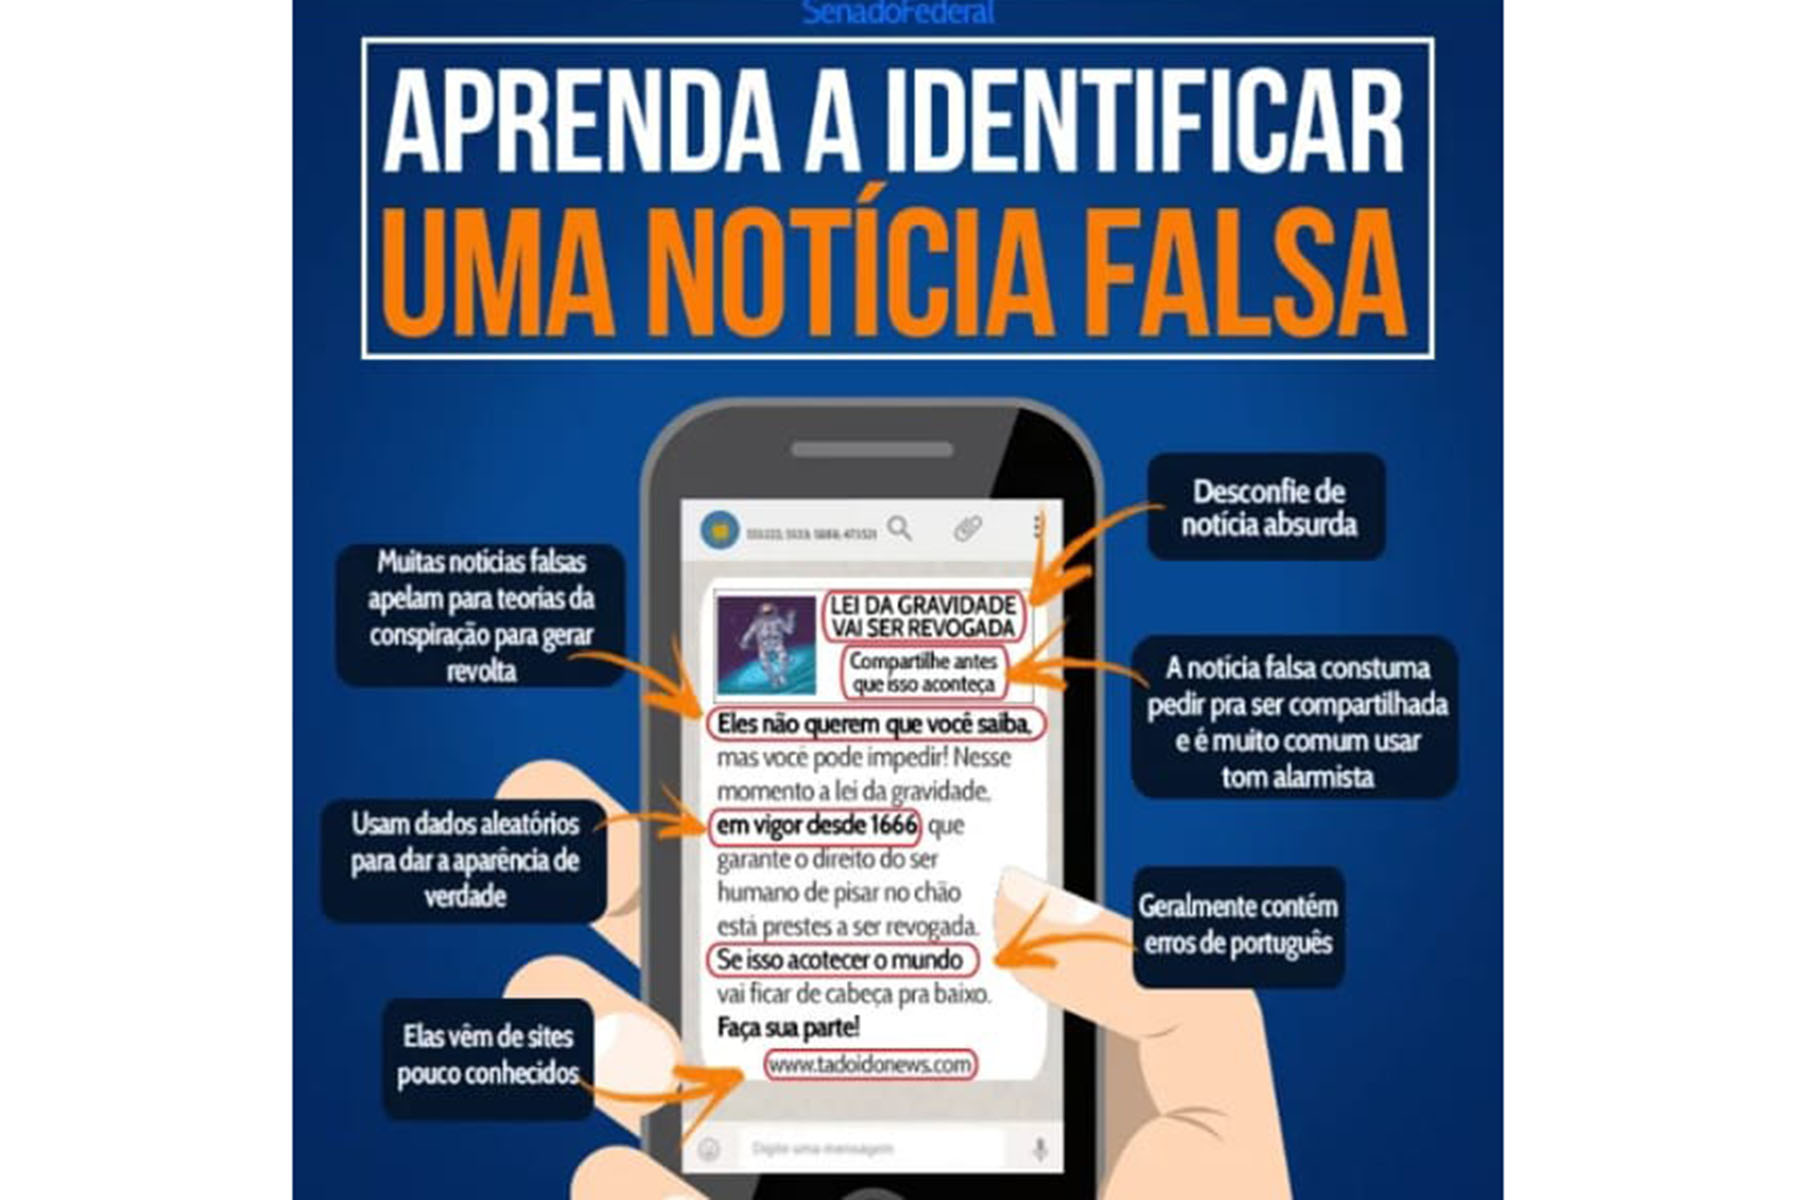 SenadoFederal
APRENDA A IDENTIFICAR
UMA NOTÍCIA FALSA
Desconfie de
notícia absurda
Muitas noticias falsas
apelam para teorias da
conspiração para gerar
revolta
LEI DA GRAVIDADE
VAI SER REVOGADA
Compartilhe antes
que isso aconteça
A notícia falsa constuma
pedir pra ser compartilhada
e é muito comum usar
tom alarmista
Eles não querem que você saiba,
mas você pode impedir! Nesse
momento a lei da gravidade,
em vigor desde 1666, que
garante o direito do ser
humano de pisar no chão
está prestes a ser revogada.
Se isso acotecer o mundo
vai ficar de cabeça pra baixo.
Faça sua parte!
www.tadoidonews.com
Usam dados aleatórios
para dar a aparência de
verdade
Geralmente contém
erros de português
Elas vêm de sites
pouco conhecidos
Digite uma mensagem